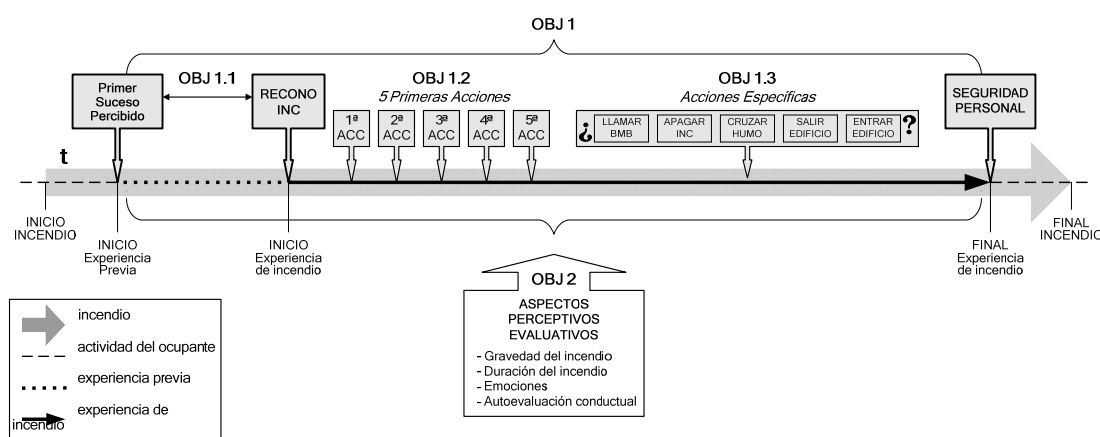 OBJ 1
Primer
Suceso
Percibido
OBJ 1.1
RECONO
INC
OBJ 1.2
5 Primeras Acciones
1ª
ACC
2ª
ACC
3ª
ACC
4ª
ACC
5ª
ACC
OBJ 1.3
Acciones Específicas
¿
LLAMAR
BMB
APAGAR
INC
CRUZAR
HUMO
SALIR
EDIFICIO
ENTRAR
EDIFICIO
?
SEGURIDAD
PERSONAL
t
INICIO
INCENDIO
INICIO
Experiencia
Previa
INICIO
Experiencia
de incendio
FINAL
Experiencia
de incendio
FINAL
INCENDIO
OBJ 2
ASPECTOS
PERCEPTIVOS
EVALUATIVOS
- Gravedad del incendio
- Duración del incendio
- Emociones
- Autoevaluación conductual
incendio
actividad del ocupante
experiencia previa
experiencia de
incendio